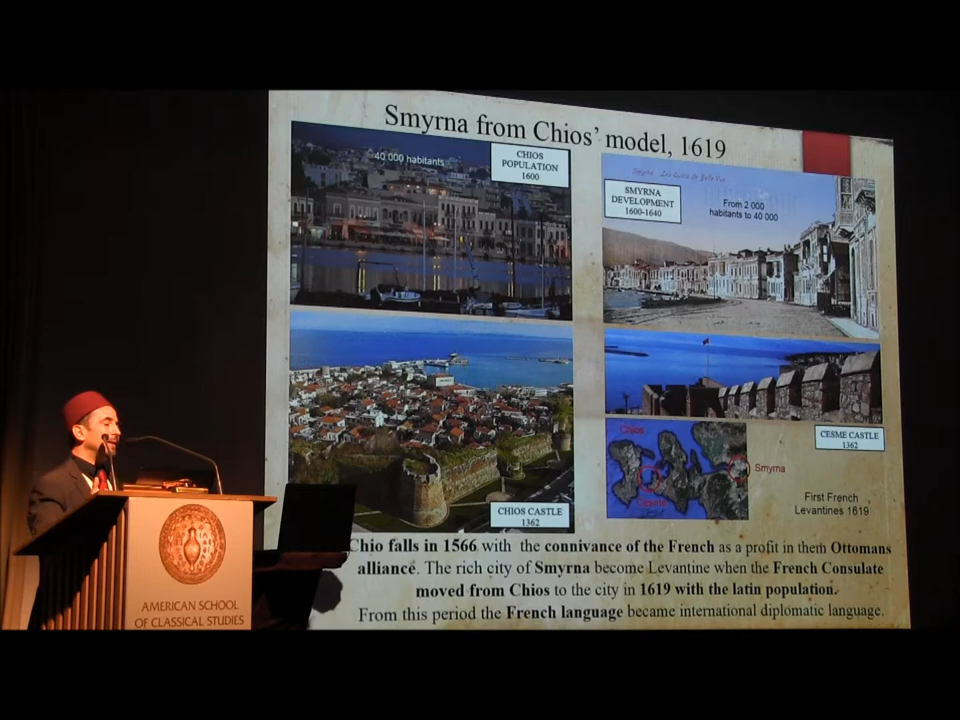 Smyrna from Chios' model, 1619
40 000 habitants
CHIOS
POPULATION
1600
Smyrne
SMYRNA
DEVELOPMENT
1600-1640
From 2 000
habitants to 40 000
CHIOS CASTLE
1362
CESME CASTLE
1362
Chios
Smyrna
First French
Levantines 1619
Chio falls in 1566 with the connivance of the French as a profit in them Ottomans
alliance. The rich city of Smyrna become Levantine when the French Consulate
moved from Chios to the city in 1619 with the latin population.
From this period the French language became international diplomatic language.
AMERICAN SCHOOL
OF CLASSICAL STUDIES